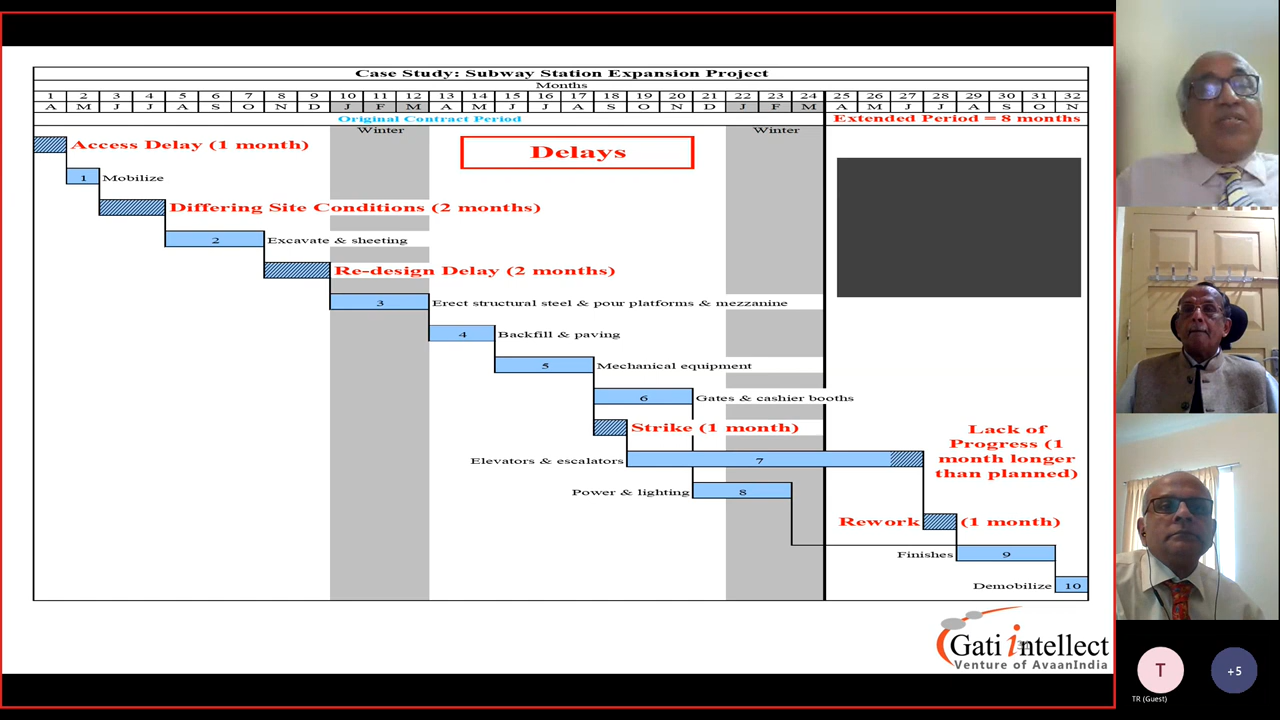 Case Study: Subway Station Expansion Project
Months
1 2 3 4 5 6 7 8 9 10 11 12 13 14 15 16 17 18 19 20 21 22 23 24 25 26 27 28 29 30 31 32
A M J J A S O N D J F M A M J J A S O N D J F M A M J J A S O N
Original Contract Period
Extended Period = 8 months
Winter
Winter
Delays
Access Delay (1 month)
1 Mobilize
Differing Site Conditions (2 months)
2 Excavate & sheeting
Re-design Delay (2 months)
3 Erect structural steel & pour platforms & mezzanine
4 Backfill & paving
5 Mechanical equipment
6 Gates & cashier booths
Strike (1 month)
Lack of
Progress (1
month longer
than planned)
Elevators & escalators 7
Power & lighting 8
Rework (1 month)
Finishes 9
Demobilize 10
Gati intellect
Venture of AvaanIndia
T
+5
TR (Guest)